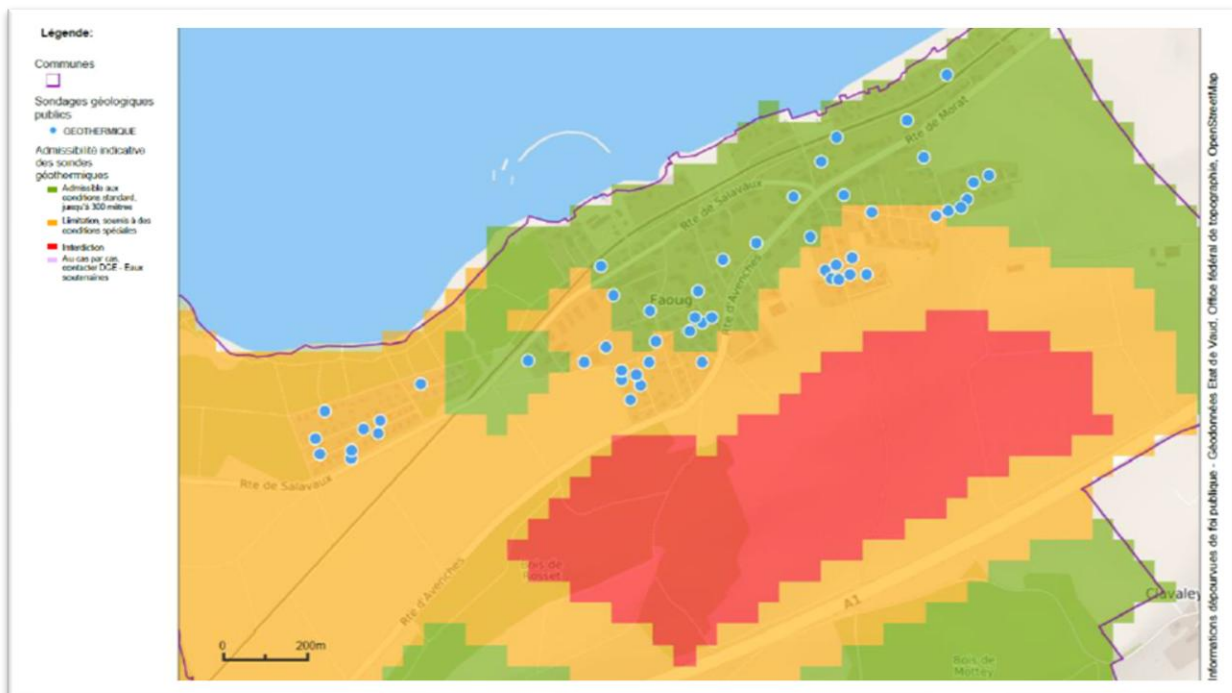 Légende:
Communes
Sondages géologiques
publics
GEOTHERMIQUE
Admissibilité indicative
des sondes
géothermiques
Admissible aux
conditions standard,
jusqu'à 300 mètres
Limitation, soumis à des
conditions spéciales
Interdiction
Au cas par cas,
contacter DGE - Eaux
souterraines
Rte de Morat
Rte de Salavaux
Faoug
Rte d'Avenches
Rte de Salavaux
Bois de
Rosset
Rte d'Avenches
A1
Clavaley
Bois de
Mottey
0 200m
Informations dépourvues de foi publique - Géodonnées Etat de Vaud, Office fédéral de topographie, OpenStreetMap